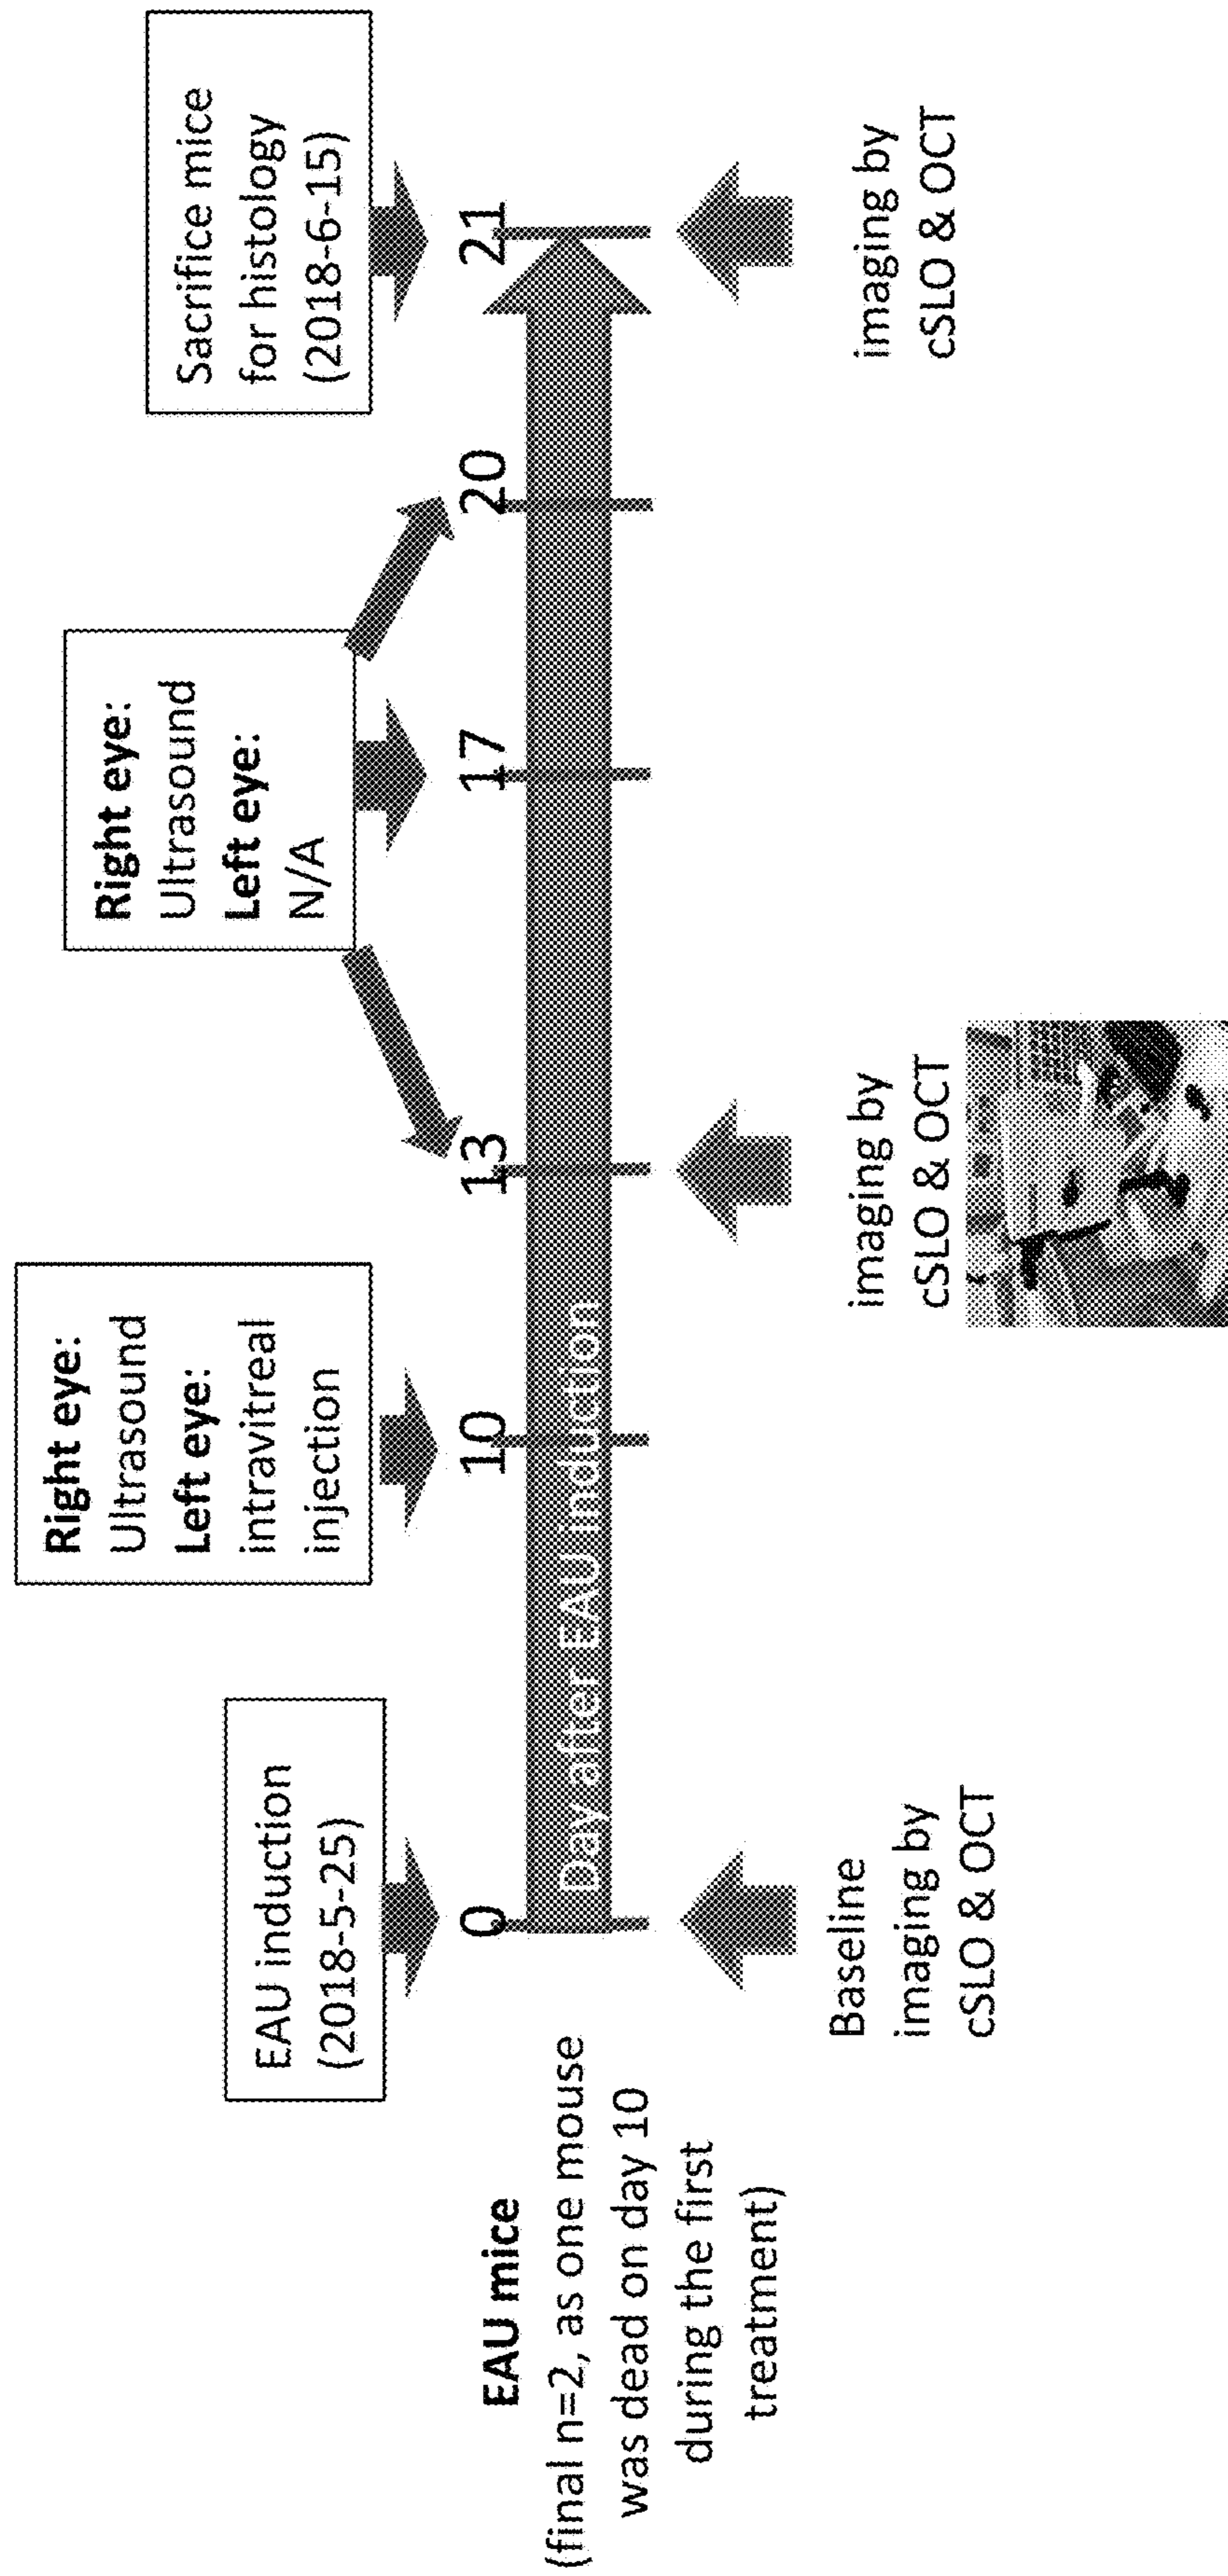 EAU induction
(2018-5-25)
Right eye:
Ultrasound
Left eye:
intravitreal
injection
Right eye:
Ultrasound
Left eye:
N/A
Sacrifice mice
for histology
(2018-6-15)
EAU mice
(final n=2, as one mouse
was dead on day 10
during the first
treatment)
0
10
13
17
20
21
Day after EAU induction
Baseline
imaging by
cSLO & OCT
imaging by
cSLO & OCT
imaging by
cSLO & OCT